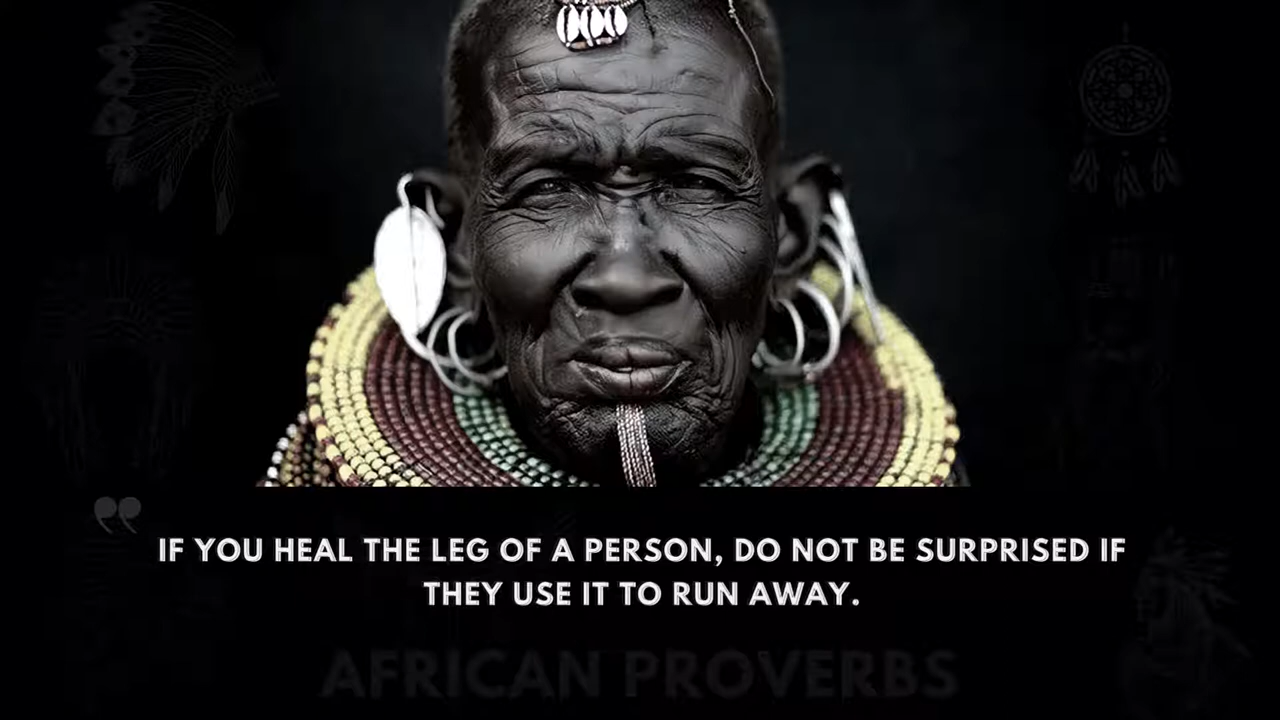 IF YOU HEAL THE LEG OF A PERSON, DO NOT BE SURPRISED IF
THEY USE IT TO RUN AWAY.
AFRICAN PROVERBS